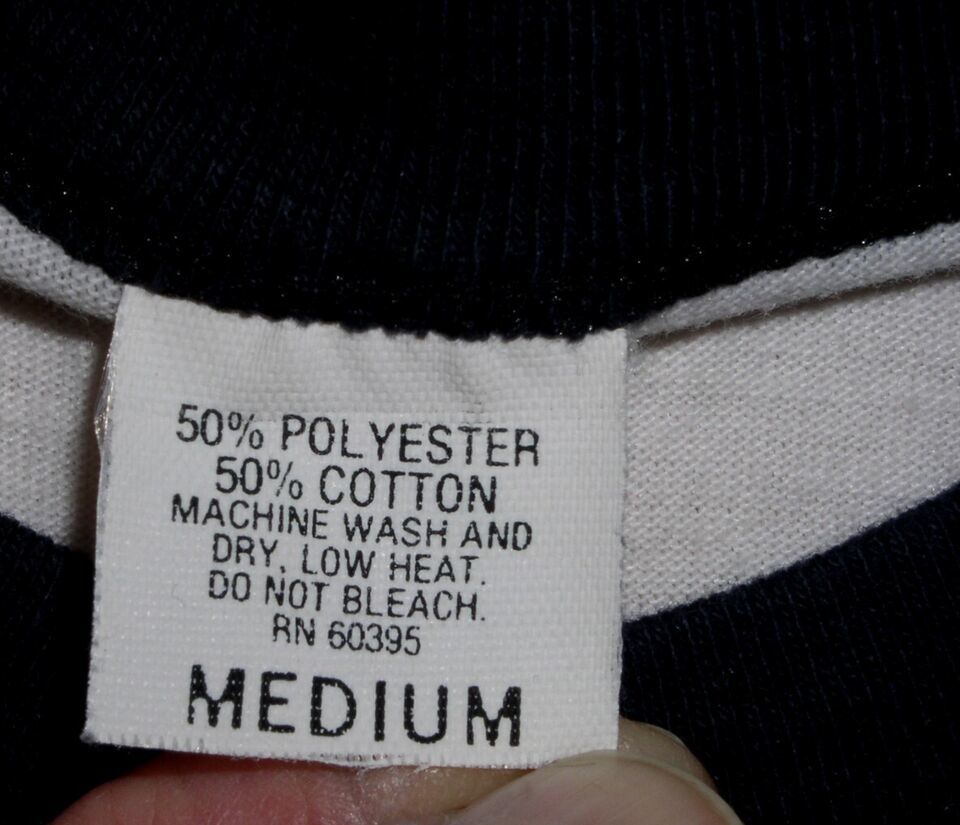 50% POLYESTER
50% COTTON
MACHINE WASH AND
DRY, LOW HEAT.
DO NOT BLEACH.
RN 60395
MEDIUM